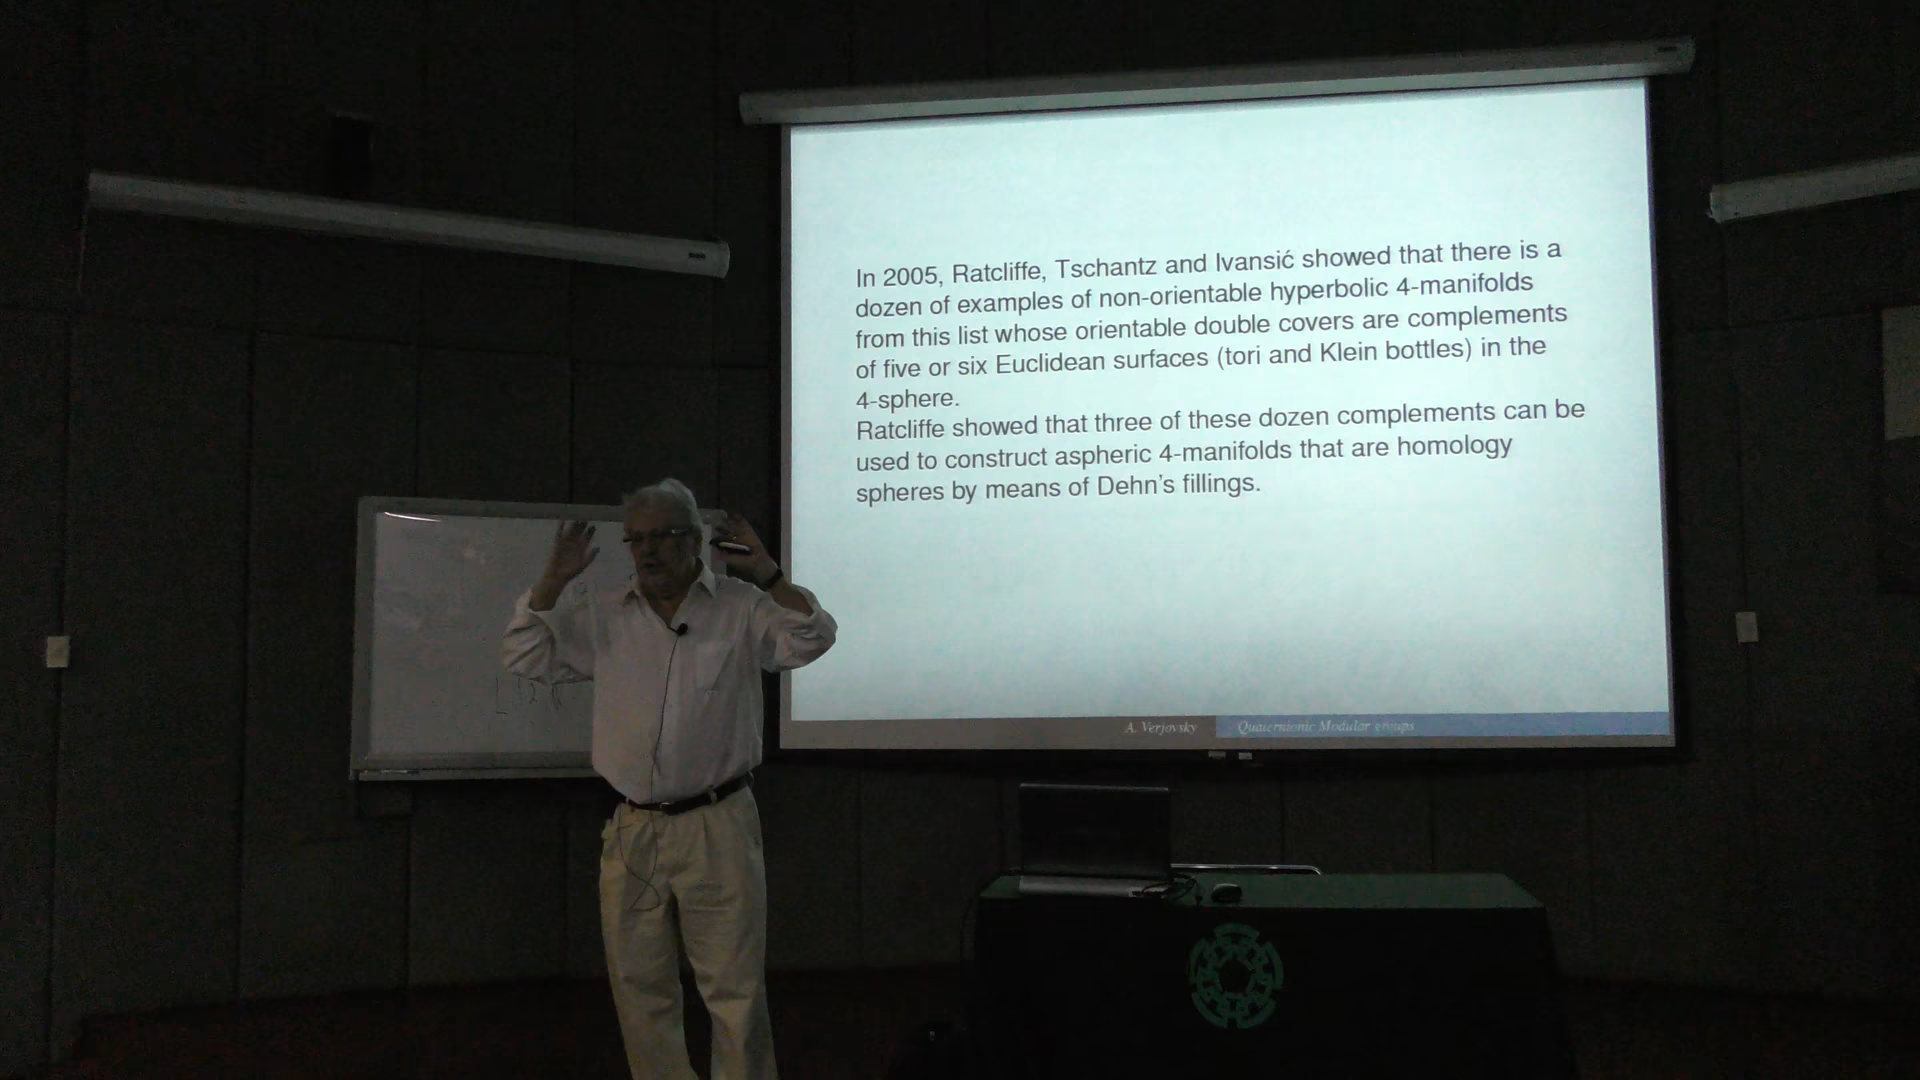 In 2005, Ratcliffe, Tschantz and Ivansić showed that there is a
dozen of examples of non-orientable hyperbolic 4-manifolds
from this list whose orientable double covers are complements
of five or six Euclidean surfaces (tori and Klein bottles) in the
4-sphere.
Ratcliffe showed that three of these dozen complements can be
used to construct aspheric 4-manifolds that are homology
spheres by means of Dehn's fillings.
A. Verjovsky
Quaternionic Modular groups